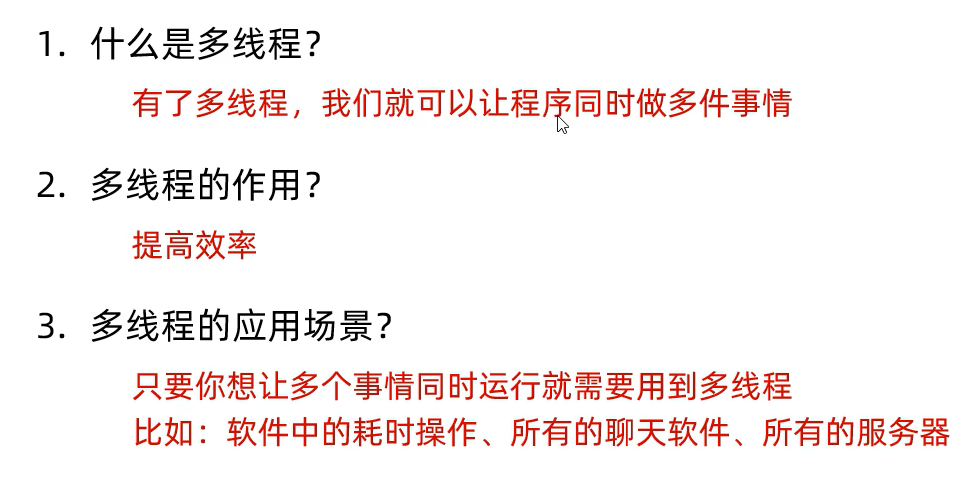 1. 什么是多线程？
有了多线程，我们就可以让程序同时做多件事情
2. 多线程的作用？
提高效率
3. 多线程的应用场景？
只要你想让多个事情同时运行就需要用到多线程
比如：软件中的耗时操作、所有的聊天软件、所有的服务器